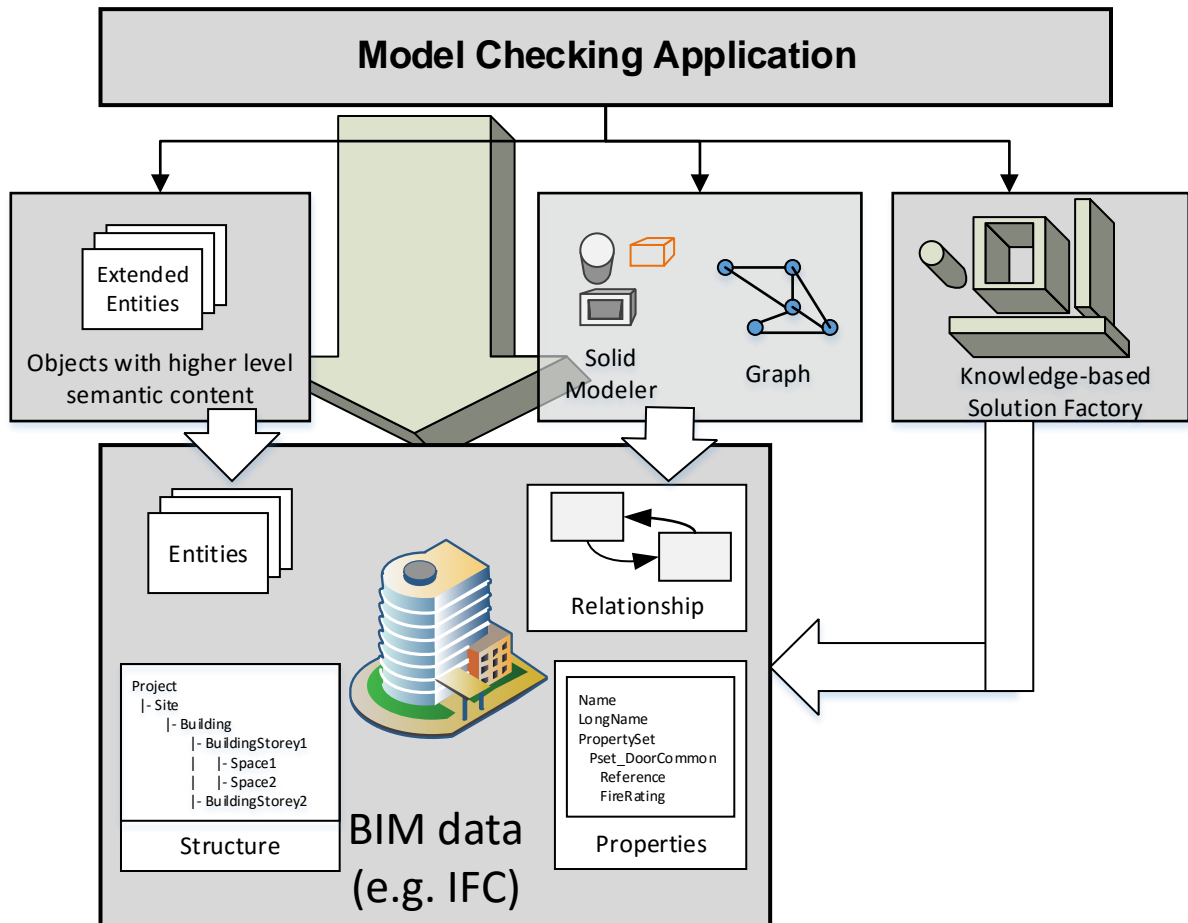 Model Checking Application
Extended
Entities
Objects with higher level
semantic content
Solid
Modeler
Graph
Knowledge-based
Solution Factory
Entities
Relationship
Project
|- Site
|- Building
|- BuildingStorey1
| |- Space1
| |- Space2
|- BuildingStorey2
Structure
BIM data
(e.g. IFC)
Name
LongName
PropertySet
Pset_DoorCommon
Reference
FireRating
Properties